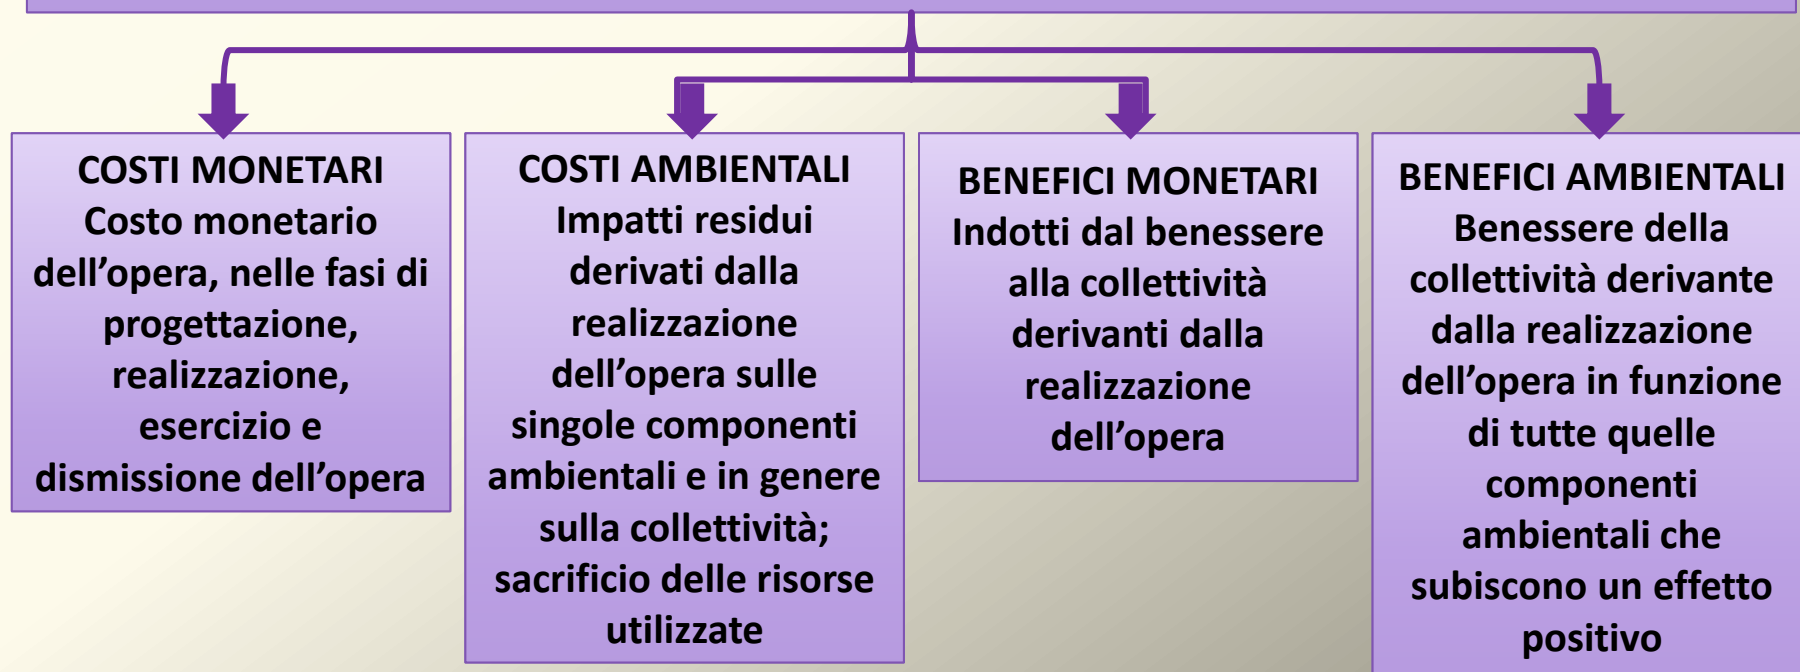 COSTI MONETARI
Costo monetario
dell’opera, nelle fasi di
progettazione,
realizzazione,
esercizio e
dismissione dell’opera
COSTI AMBIENTALI
Impatti residui
derivati dalla
realizzazione
dell’opera sulle
singole componenti
ambientali e in genere
sulla collettività;
sacrificio delle risorse
utilizzate
BENEFICI MONETARI
Indotti dal benessere
alla collettività
derivanti dalla
realizzazione
dell’opera
BENEFICI AMBIENTALI
Benessere della
collettività derivante
dalla realizzazione
dell’opera in funzione
di tutte quelle
componenti
ambientali che
subiscono un effetto
positivo